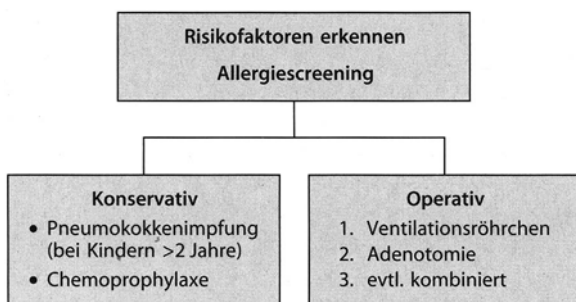 Risikofaktoren erkennen
Allergiescreening
Konservativ
• Pneumokokkenimpfung
(bei Kindern >2 Jahre)
• Chemoprophylaxe
Operativ
1. Ventilationsröhrchen
2. Adenotomie
3. evtl. kombiniert